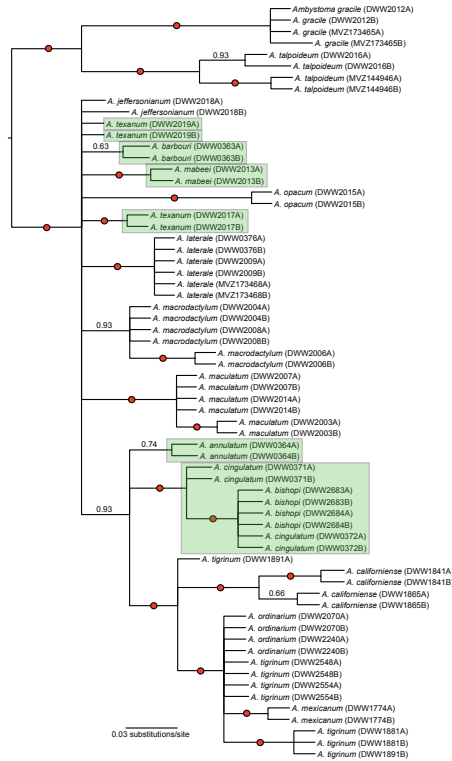 Ambystoma gracile (DWW2012A)
A. gracile (DWW2012B)
A. gracile (MVZ173465A)
A. gracile (MVZ173465B)
0.93
A. talpoideum (DWW2016A)
A. talpoideum (DWW2016B)
A. talpoideum (MVZ144946A)
A. talpoideum (MVZ144946B)
A. jeffersonianum (DWW2018A)
A. jeffersonianum (DWW2018B)
A. texanum (DWW2019A)
A. texanum (DWW2019B)
0.63
A. barbouri (DWW0363A)
A. barbouri (DWW0363B)
A. mabeei (DWW2013A)
A. mabeei (DWW2013B)
A. opacum (DWW2015A)
A. opacum (DWW2015B)
A. texanum (DWW2017A)
A. texanum (DWW2017B)
A. laterale (DWW0376A)
A. laterale (DWW0376B)
A. laterale (DWW2009A)
A. laterale (DWW2009B)
A. laterale (MVZ173468A)
A. laterale (MVZ173468B)
0.93
A. macrodactylum (DWW2004A)
A. macrodactylum (DWW2004B)
A. macrodactylum (DWW2008A)
A. macrodactylum (DWW2008B)
A. macrodactylum (DWW2006A)
A. macrodactylum (DWW2006B)
A. maculatum (DWW2007A)
A. maculatum (DWW2007B)
A. maculatum (DWW2014A)
A. maculatum (DWW2014B)
A. maculatum (DWW2003A)
A. maculatum (DWW2003B)
0.74
A. annulatum (DWW0364A)
A. annulatum (DWW0364B)
A. cingulatum (DWW0371A)
A. cingulatum (DWW0371B)
A. bishopi (DWW2683A)
A. bishopi (DWW2683B)
A. bishopi (DWW2684A)
A. bishopi (DWW2684B)
A. cingulatum (DWW0372A)
A. cingulatum (DWW0372B)
0.93
A. tigrinum (DWW1891A)
A. californiense (DWW1841A)
A. californiense (DWW1841B)
0.66
A. californiense (DWW1865A)
A. californiense (DWW1865B)
A. ordinarium (DWW2070A)
A. ordinarium (DWW2070B)
A. ordinarium (DWW2240A)
A. ordinarium (DWW2240B)
A. tigrinum (DWW2548A)
A. tigrinum (DWW2548B)
A. tigrinum (DWW2554A)
A. tigrinum (DWW2554B)
A. mexicanum (DWW1774A)
A. mexicanum (DWW1774B)
A. tigrinum (DWW1881A)
A. tigrinum (DWW1881B)
A. tigrinum (DWW1891B)
0.03 substitutions/site